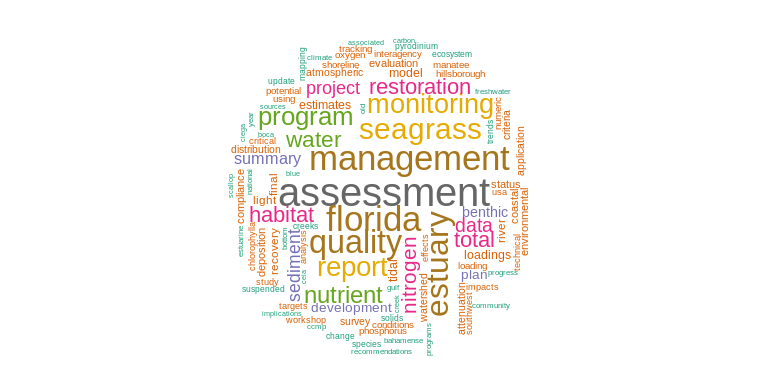 associated
carbon
tracking
pyrodinium
climate
oxygen
interagency
ecosystem
mapping
shoreline
evaluation
manatee
atmospheric
model
hillsborough
update
potential
project
restoration
freshwater
using
estimates
monitoring
numeric
sources
old
criteria
year
program
seagrass
trends
ciega
boca
water
critical
distribution
summary
management
application
scallop
national
blue
final
status
compliance
light
assessment
usa
coastal
environmental
habitat
florida
benthic
creeks
data
river
estuary
estuarine
chlorophylla
deposition
recovery
bottom
sediment
analysis
quality
total
nitrogen
effects
technical
loadings
cera
report
tidal
loading
study
plan
progress
suspended
nutrient
gulf
watershed
impacts
targets
development
creek
attenuation
southwest
community
implications
workshop
solids
ccmp
survey
conditions
phosphorus
change
species
bahamense
programs
recommendations